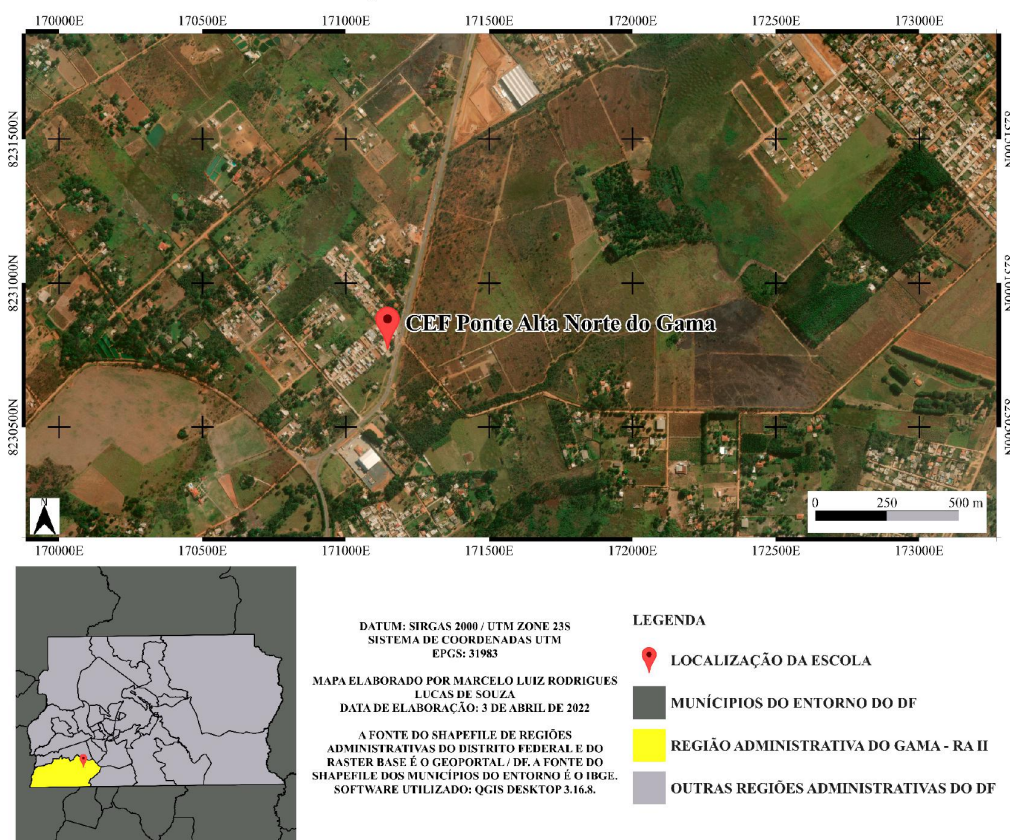 170000E 170500E 171000E 171500E 172000E 172500E 173000E
8231500N 8231500N
8231000N 8231000N
CEF Ponte Alta Norte do Gama
8230500N 8230500N
N
0 250 500 m
170000E 170500E 171000E 171500E 172000E 172500E 173000E
DATUM: SIRGAS 2000 / UTM ZONE 23S
SISTEMA DE COORDENADAS UTM
EPGS: 31983
MAPA ELABORADO POR MARCELO LUIZ RODRIGUES
LUCAS DE SOUZA
DATA DE ELABORAÇÃO: 3 DE ABRIL DE 2022
A FONTE DO SHAPEFILE DE REGIÕES
ADMINISTRATIVAS DO DISTRITO FEDERAL E DO
RASTER BASE É O GEOPORTAL / DF. A FONTE DO
SHAPEFILE DOS MUNICÍPIOS DO ENTORNO É O IBGE.
SOFTWARE UTILIZADO: QGIS DESKTOP 3.16.8.
LEGENDA
LOCALIZAÇÃO DA ESCOLA
MUNÍCIPIOS DO ENTORNO DO DF
REGIÃO ADMINISTRATIVA DO GAMA - RA II
OUTRAS REGIÕES ADMINISTRATIVAS DO DF